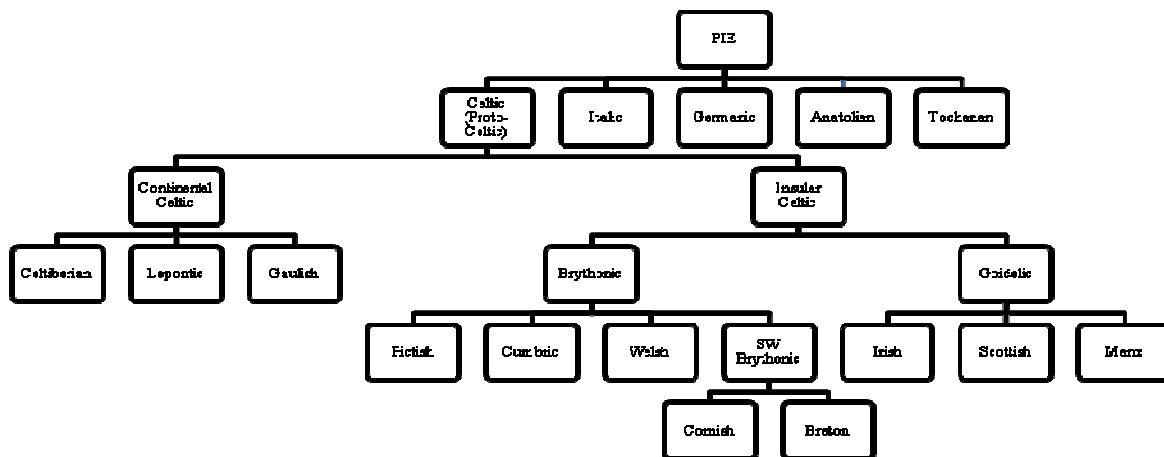 PIE
Celtic
(Proto-
Celtic)
Italic
Germanic
Anatolian
Tocharian
Continental
Celtic
Insular
Celtic
Celtiberian
Lepontic
Gaulish
Brythonic
Goidelic
Pictish
Cumbric
Welsh
SW
Brythonic
Irish
Scottish
Manx
Cornish
Breton